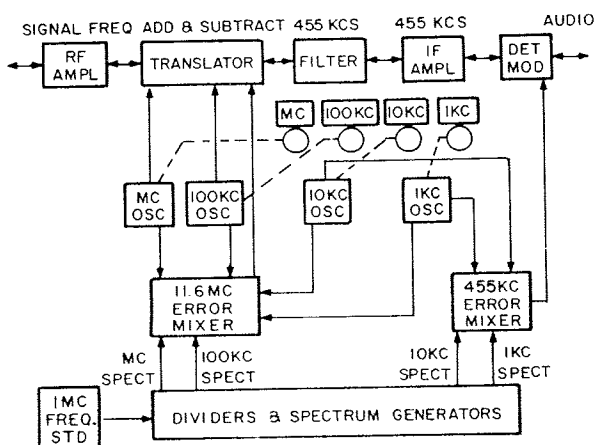 SIGNAL FREQ ADD & SUBTRACT 455 KCS 455 KCS AUDIO
RF AMPL
TRANSLATOR
FILTER
IF AMPL
DET MOD
MC
100KC
10KC
1KC
MC OSC
100KC OSC
10KC OSC
1KC OSC
11.6MC ERROR MIXER
455KC ERROR MIXER
MC SPECT
100KC SPECT
10KC SPECT
1KC SPECT
1MC FREQ. STD
DIVIDERS & SPECTRUM GENERATORS